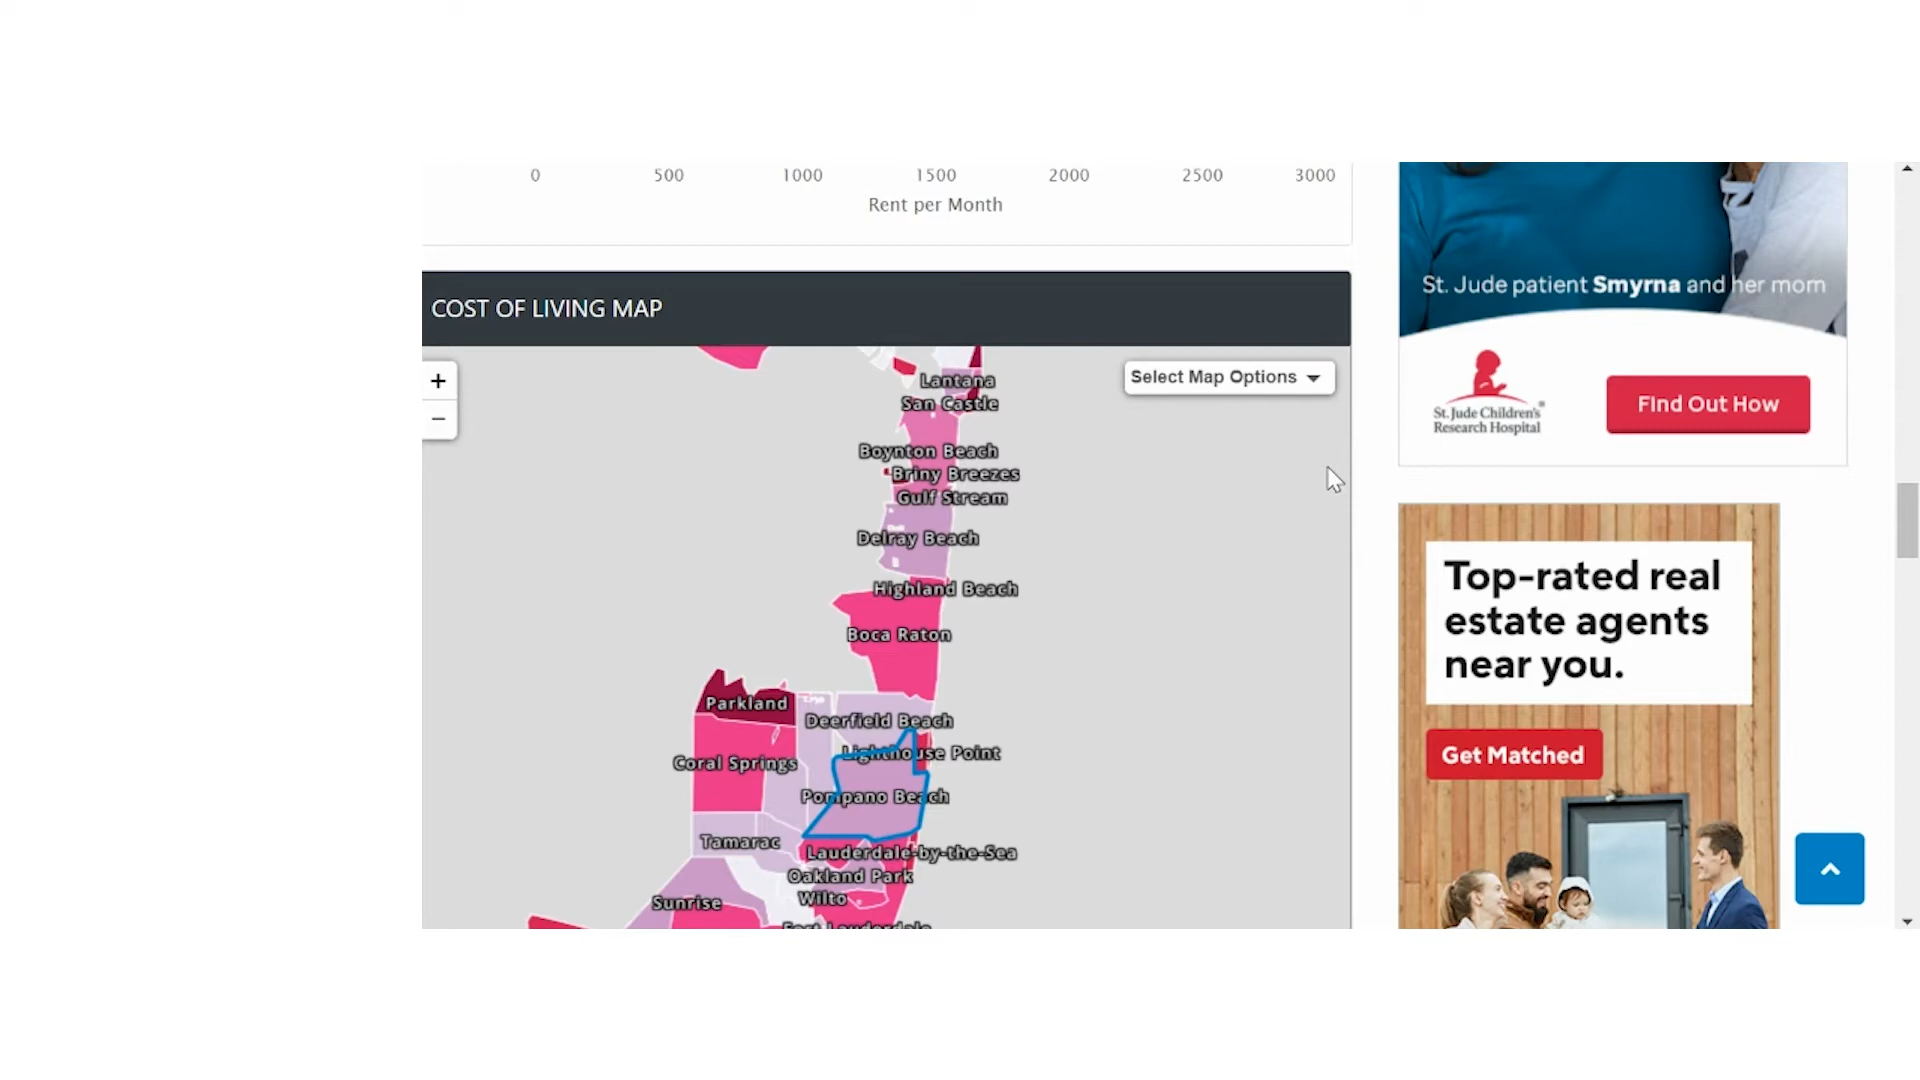 0 500 1000 1500 2000 2500 3000
Rent per Month
COST OF LIVING MAP
+
−
Select Map Options
Lantana
San Castle
Boynton Beach
Briny Breezes
Gulf Stream
Delray Beach
Highland Beach
Boca Raton
Parkland
Deerfield Beach
Lighthouse Point
Coral Springs
Pompano Beach
Tamarac
Lauderdale-by-the-Sea
Oakland Park
Wilto
Sunrise
Fort Lauderdale
St. Jude patient Smyrna and her mom
St. Jude Children's®
Research Hospital
Find Out How
Top-rated real
estate agents
near you.
Get Matched